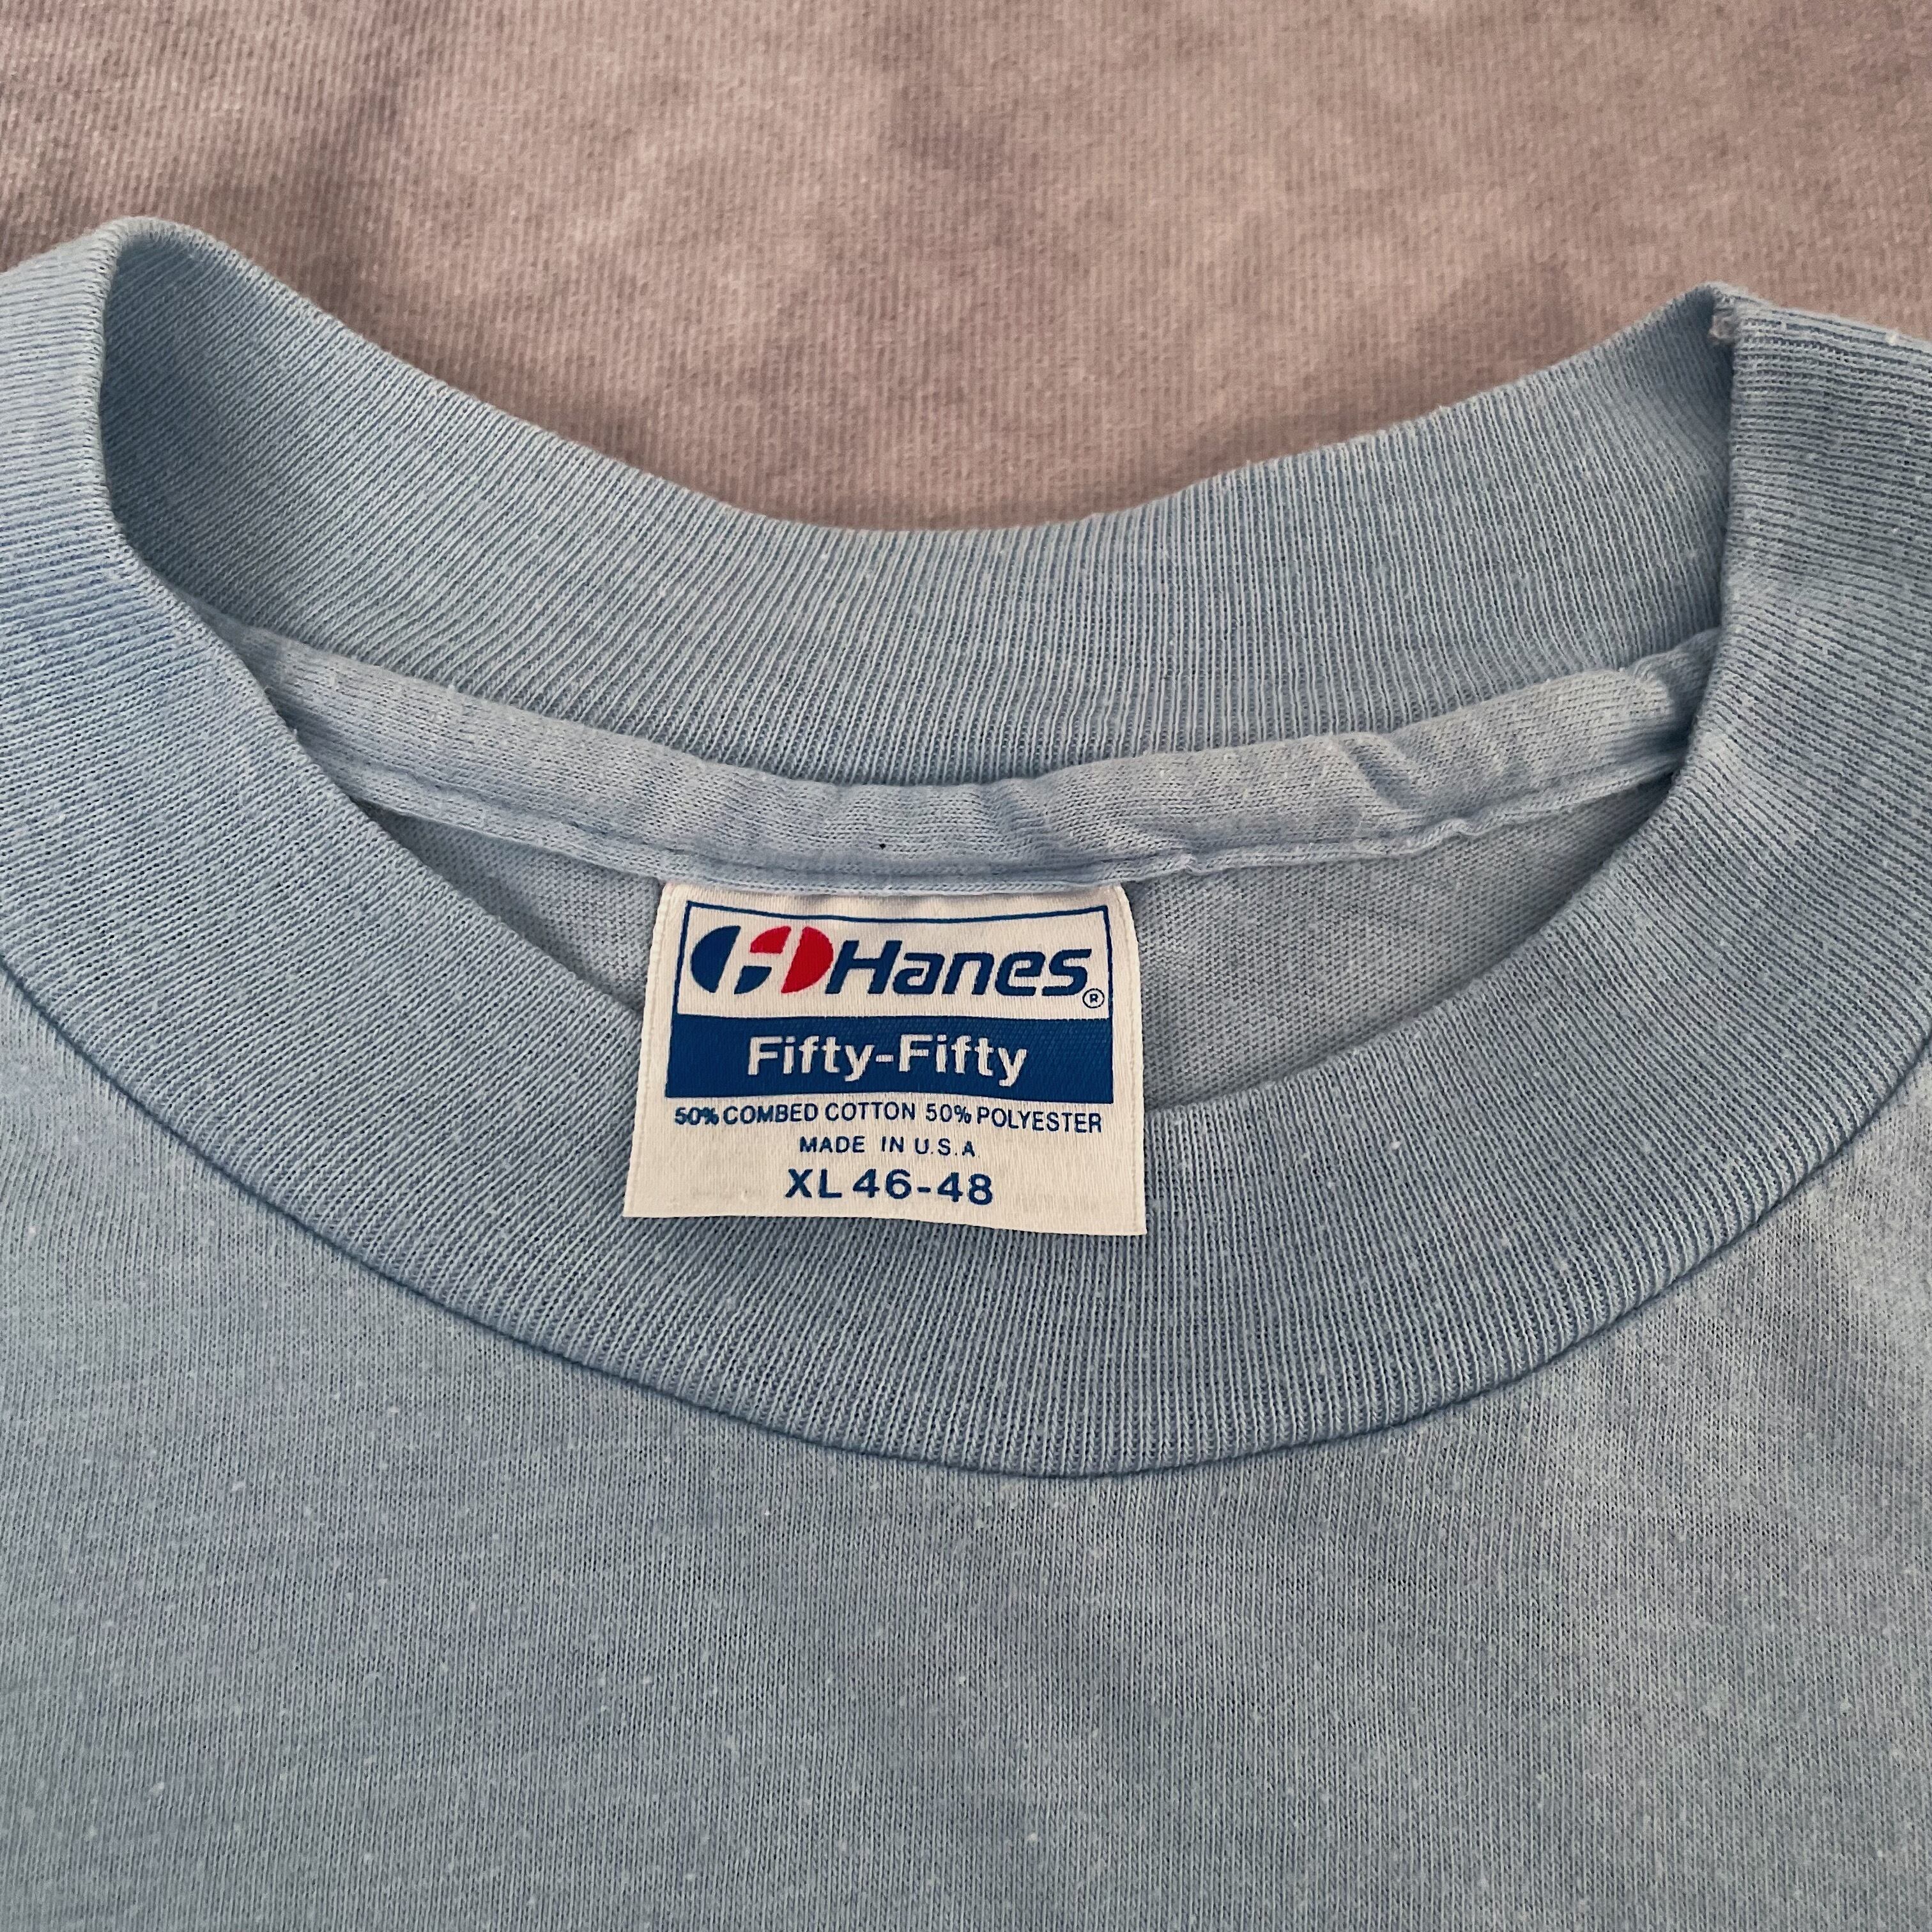 Hanes®
Fifty-Fifty
50% COMBED COTTON 50% POLYESTER
MADE IN U.S.A
XL 46-48